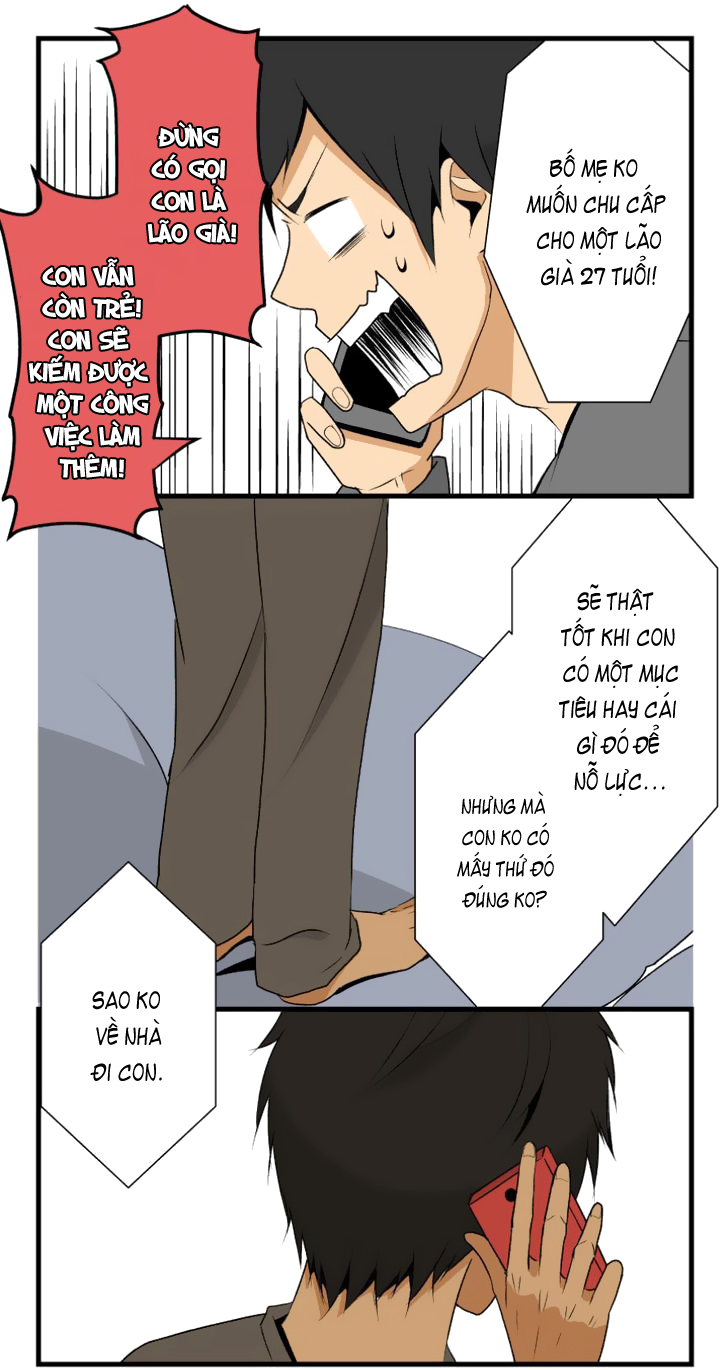 BỐ MẸ KO
MUỐN CHU CẤP
CHO MỘT LÃO
GIÀ 27 TUỔI!
ĐỪNG
CÓ GỌI
CON LÀ
LÃO GIÀ!
CON VẪN
CÒN TRẺ!
CON SẼ
KIẾM ĐƯỢC
MỘT CÔNG
VIỆC LÀM
THÊM!
SẼ THẬT
TỐT KHI CON
CÓ MỘT MỤC
TIÊU HAY CÁI
GÌ ĐÓ ĐỂ
NỖ LỰC...
NHƯNG MÀ
CON KO CÓ
MẤY THỨ ĐÓ
ĐÚNG KO?
SAO KO
VỀ NHÀ
ĐI CON.